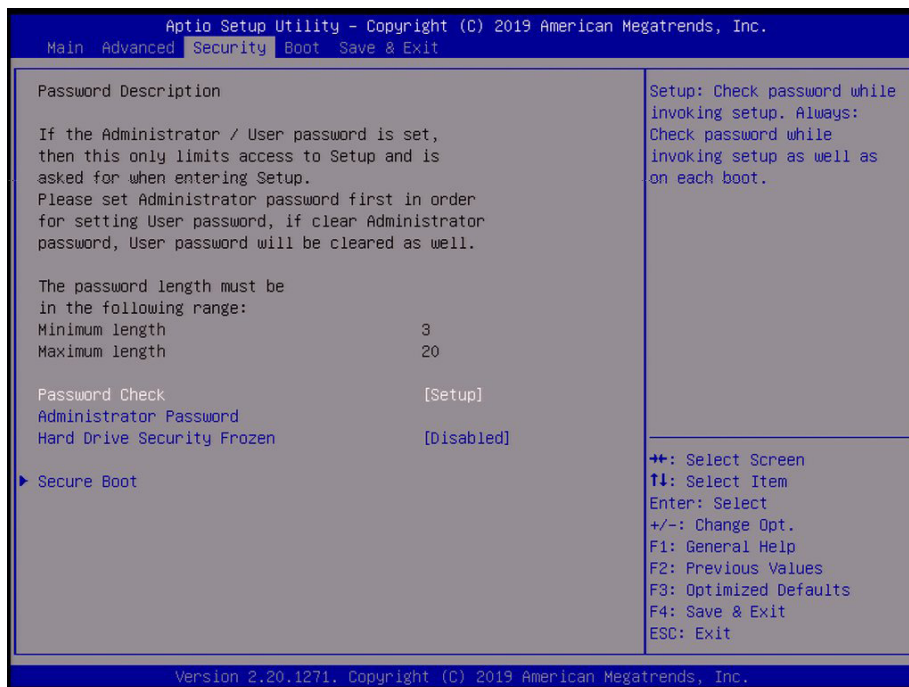 Aptio Setup Utility – Copyright (C) 2019 American Megatrends, Inc.
Main Advanced Security Boot Save & Exit
Password Description
If the Administrator / User password is set,
then this only limits access to Setup and is
asked for when entering Setup.
Please set Administrator password first in order
for setting User password, if clear Administrator
password, User password will be cleared as well.
The password length must be
in the following range:
Minimum length 3
Maximum length 20
Password Check [Setup]
Administrator Password
Hard Drive Security Frozen [Disabled]
Secure Boot
Setup: Check password while
invoking setup. Always:
Check password while
invoking setup as well as
on each boot.
→←: Select Screen
↑↓: Select Item
Enter: Select
+/-: Change Opt.
F1: General Help
F2: Previous Values
F3: Optimized Defaults
F4: Save & Exit
ESC: Exit
Version 2.20.1271. Copyright (C) 2019 American Megatrends, Inc.